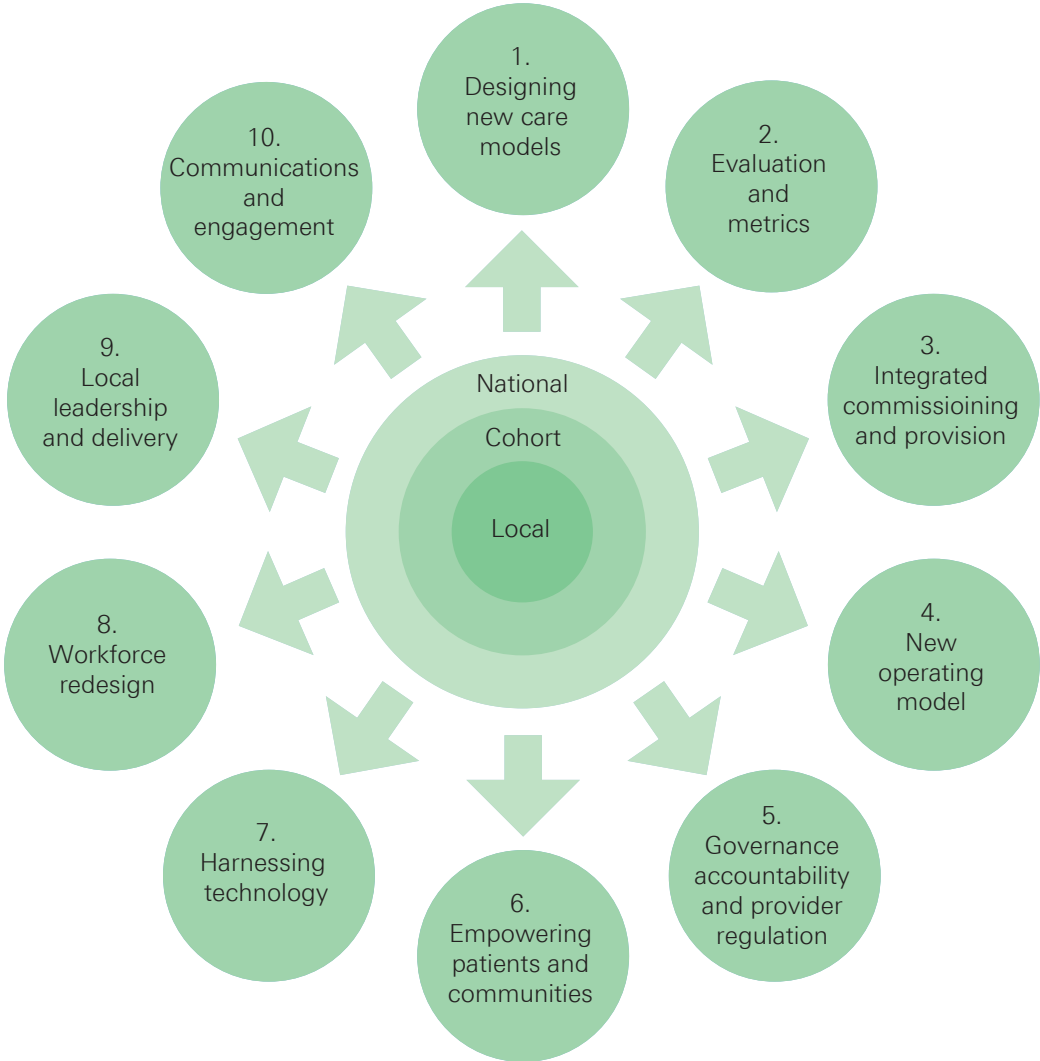 1.
Designing
new care
models
2.
Evaluation
and
metrics
3.
Integrated
commissioining
and provision
4.
New
operating
model
5.
Governance
accountability
and provider
regulation
6.
Empowering
patients and
communities
7.
Harnessing
technology
8.
Workforce
redesign
9.
Local
leadership
and delivery
10.
Communications
and
engagement
National
Cohort
Local